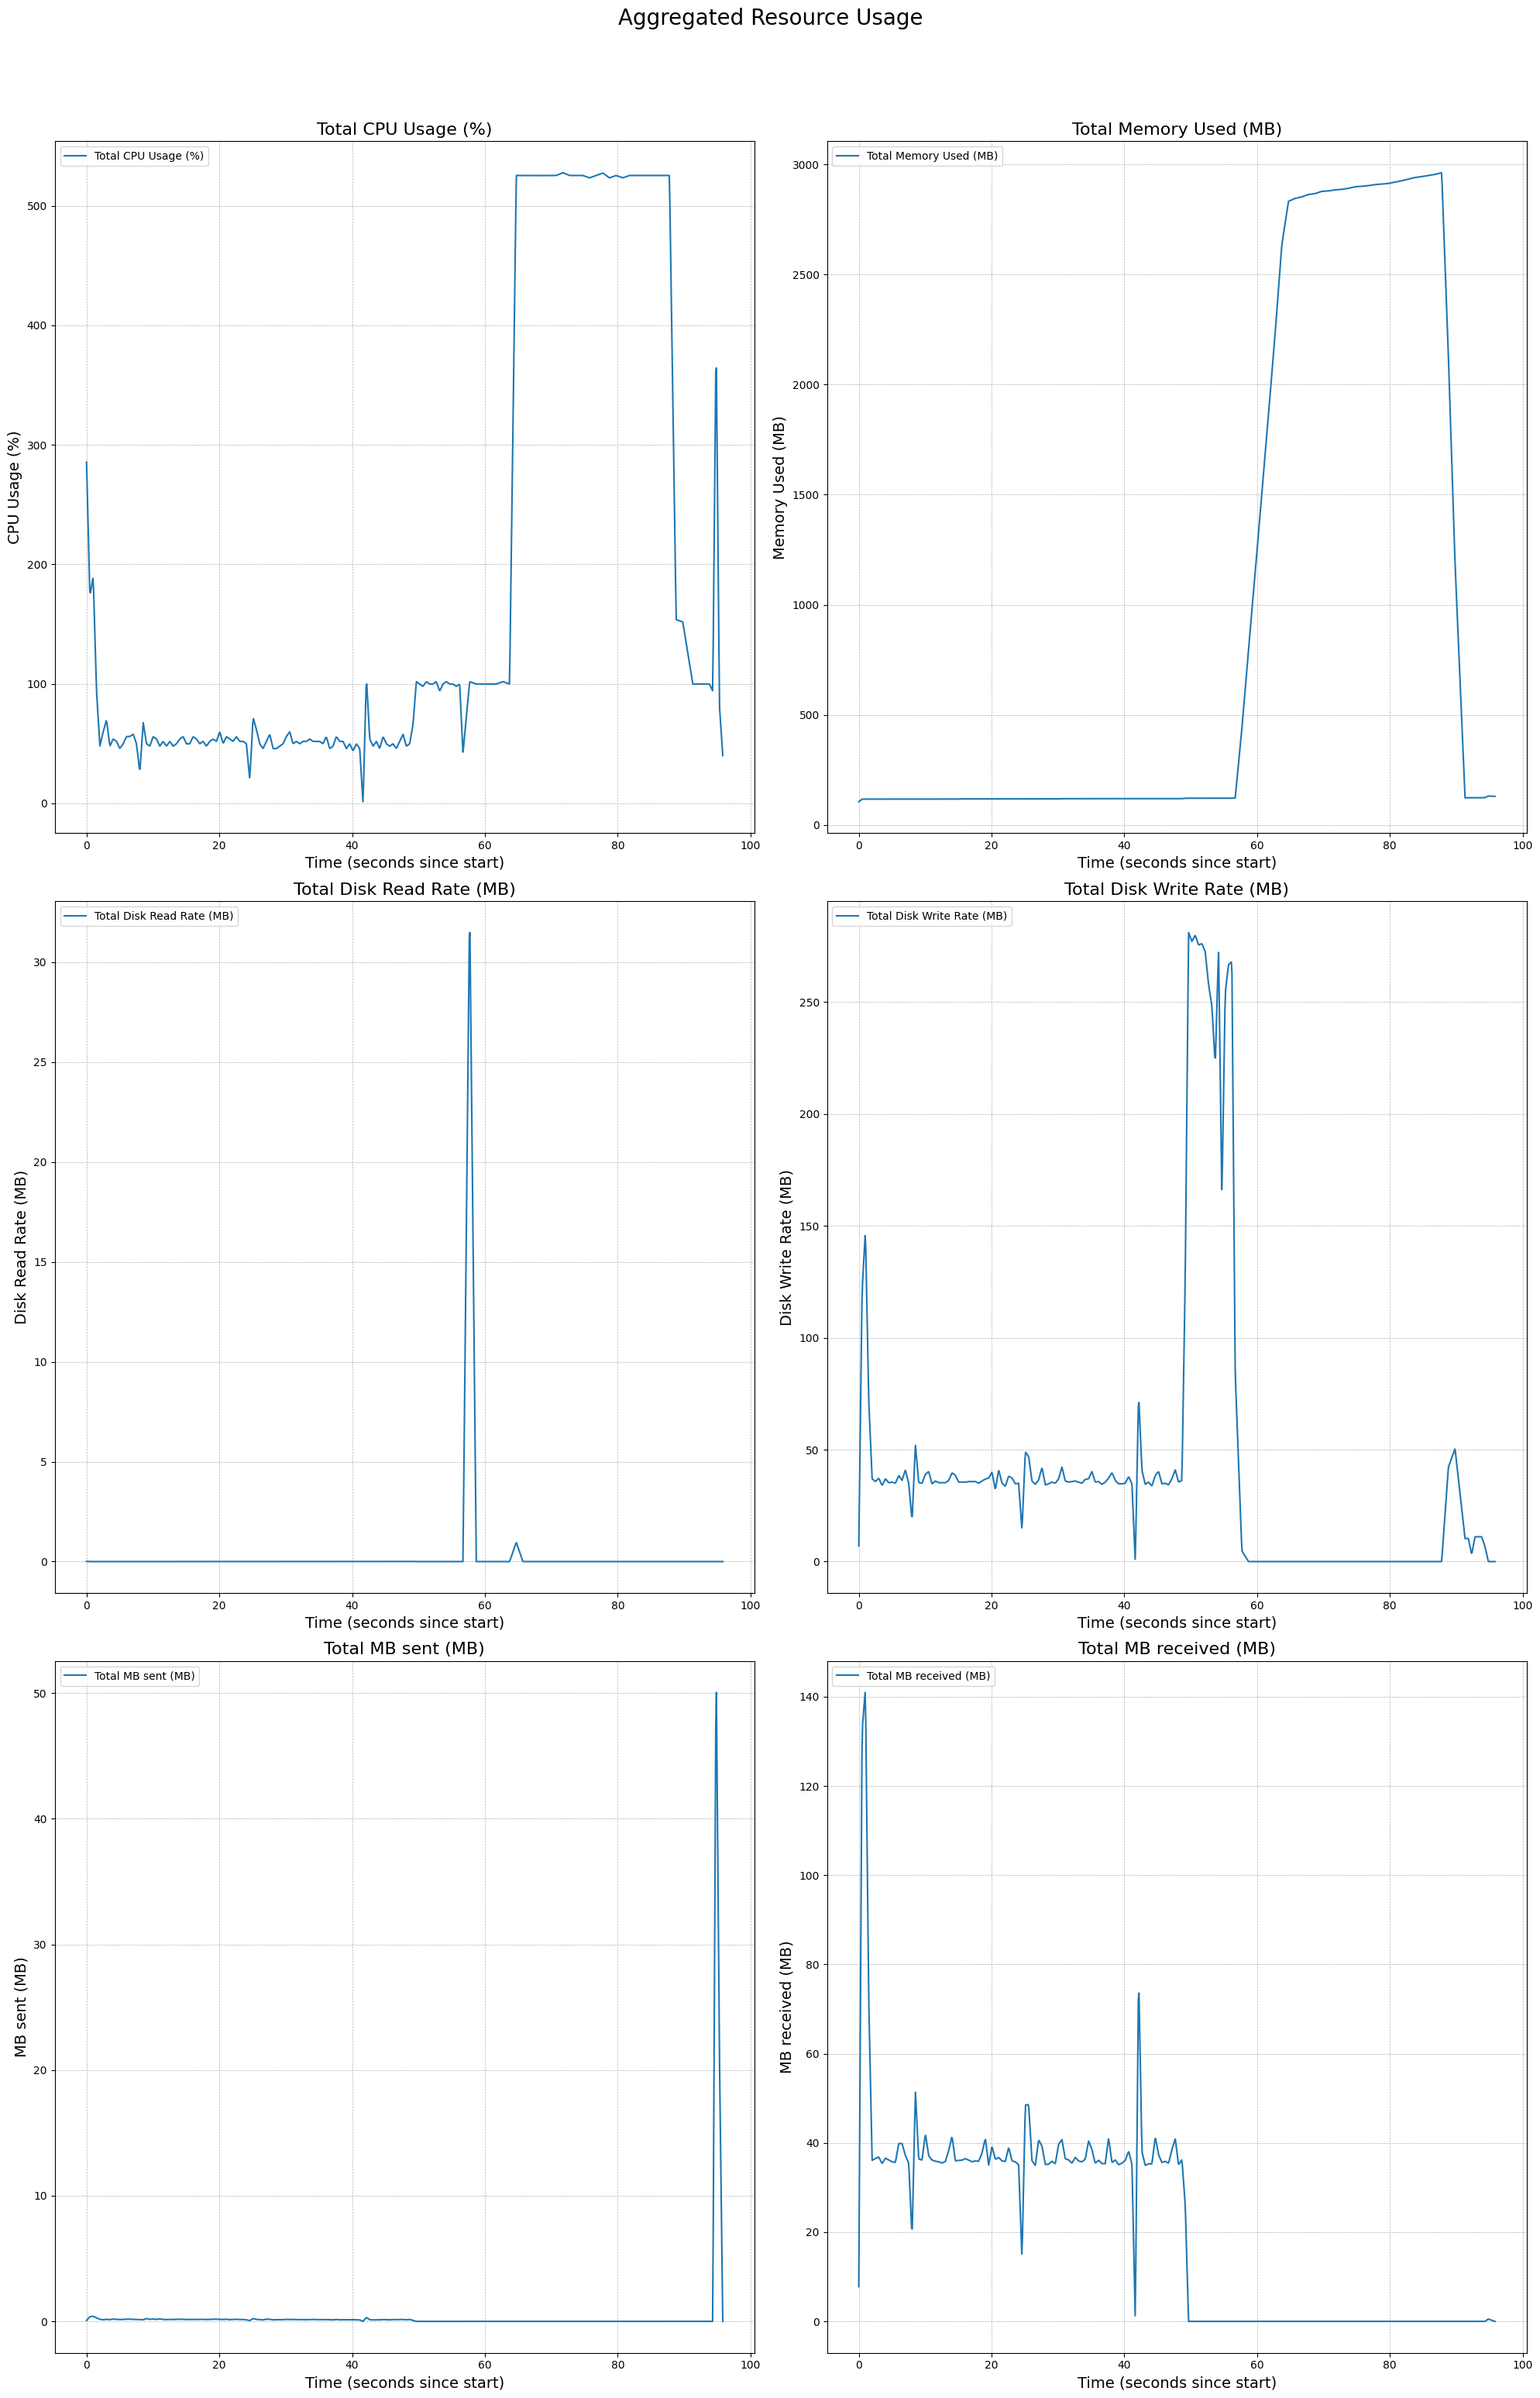 Aggregated Resource Usage
Total CPU Usage (%)
Total CPU Usage (%)
CPU Usage (%)
500
400
300
200
100
0
0 20 40 60 80 100
Time (seconds since start)
Total Memory Used (MB)
Total Memory Used (MB)
Memory Used (MB)
3000
2500
2000
1500
1000
500
0
0 20 40 60 80 100
Time (seconds since start)
Total Disk Read Rate (MB)
Total Disk Read Rate (MB)
Disk Read Rate (MB)
30
25
20
15
10
5
0
0 20 40 60 80 100
Time (seconds since start)
Total Disk Write Rate (MB)
Total Disk Write Rate (MB)
Disk Write Rate (MB)
250
200
150
100
50
0
0 20 40 60 80 100
Time (seconds since start)
Total MB sent (MB)
Total MB sent (MB)
MB sent (MB)
50
40
30
20
10
0
0 20 40 60 80 100
Time (seconds since start)
Total MB received (MB)
Total MB received (MB)
MB received (MB)
140
120
100
80
60
40
20
0
0 20 40 60 80 100
Time (seconds since start)